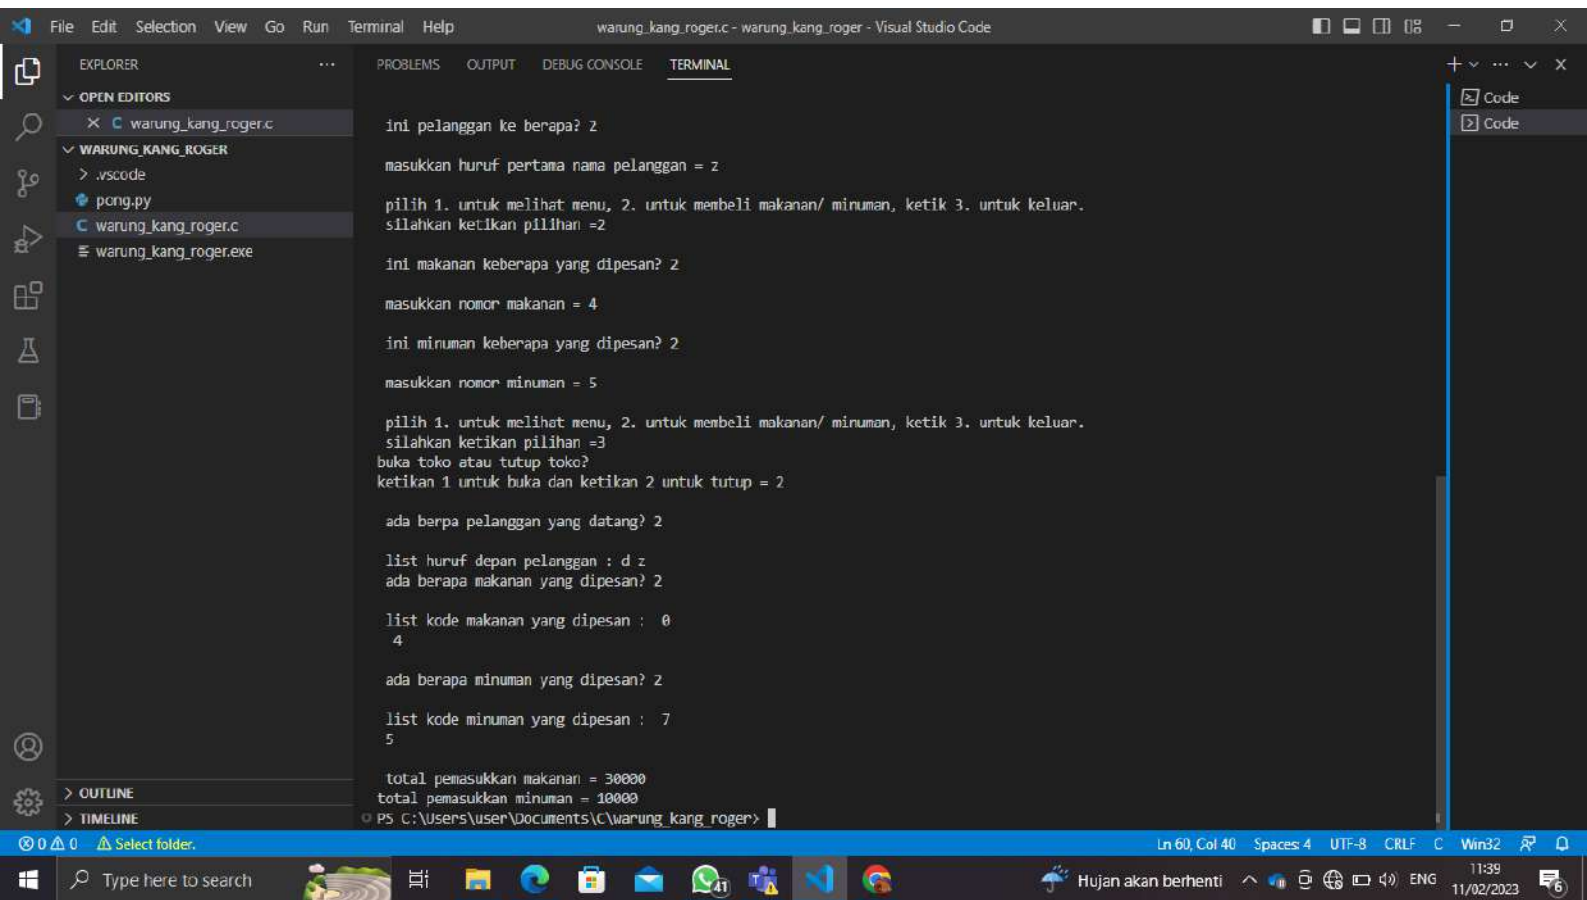 File Edit Selection View Go Run Terminal Help
warung_kang_roger.c - warung_kang_roger - Visual Studio Code
EXPLORER
OPEN EDITORS
C warung_kang_roger.c
WARUNG_KANG_ROGER
> .vscode
pong.py
C warung_kang_roger.c
warung_kang_roger.exe
> OUTLINE
> TIMELINE
PROBLEMS OUTPUT DEBUG CONSOLE TERMINAL
ini pelanggan ke berapa? 2
masukkan huruf pertama nama pelanggan = z
pilih 1. untuk melihat menu, 2. untuk membeli makanan/ minuman, ketik 3. untuk keluar.
silahkan ketikan pilihan =2
ini makanan keberapa yang dipesan? 2
masukkan nomor makanan = 4
ini minuman keberapa yang dipesan? 2
masukkan nomor minuman = 5
pilih 1. untuk melihat menu, 2. untuk membeli makanan/ minuman, ketik 3. untuk keluar.
silahkan ketikan pilihan =3
buka toko atau tutup toko?
ketikan 1 untuk buka dan ketikan 2 untuk tutup = 2
ada berpa pelanggan yang datang? 2
list huruf depan pelanggan : d z
ada berapa makanan yang dipesan? 2
list kode makanan yang dipesan :  0
4
ada berapa minuman yang dipesan? 2
list kode minuman yang dipesan :  7
5
total pemasukkan makanan = 30000
total pemasukkan minuman = 10000
PS C:\Users\user\Documents\C\warung_kang_roger>
Code
Code
0 0 Select folder.
Ln 60, Col 40 Spaces: 4 UTF-8 CRLF C Win32
Type here to search
41
Hujan akan berhenti
ENG
11:39
11/02/2023
6